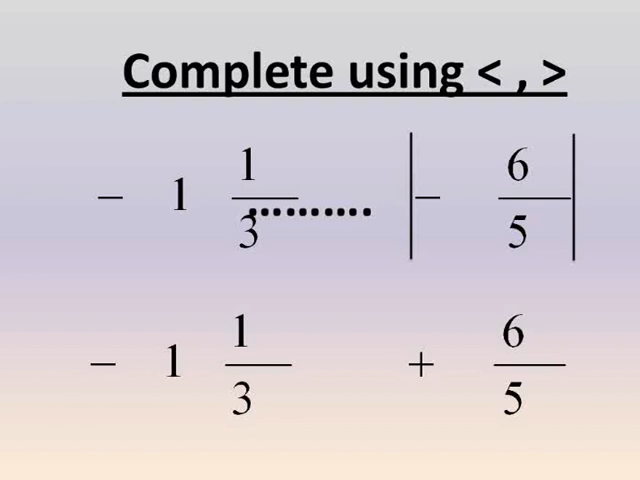 Complete using < , >
− 1 1/3 .......... |− 6/5|
− 1 1/3 + 6/5